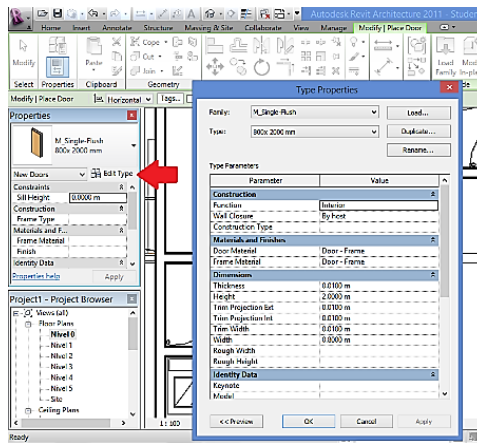 Autodesk Revit Architecture 2011 - Student
Home Insert Annotate Structure Massing & Site Collaborate View Manage Modify | Place Door
Modify Paste Cope Cut Join Load Family Mod In-pla
Select Properties Clipboard Geometry
Modify | Place Door Horizontal Tags...
Properties
M_Single-Flush
800x 2000 mm
New Doors Edit Type
Constraints
Sill Height 0.0000 m
Construction
Frame Type
Materials and F...
Frame Material
Finish
Identity Data
Properties help Apply
Project1 - Project Browser
Views (all)
Floor Plans
Nivel 0
Nivel 1
Nivel 2
Nivel 3
Nivel 4
Nivel 5
Site
Ceiling Plans
Ready
1 : 100
Type Properties
Family: M_Single-Flush Load...
Type: 800x 2000 mm Duplicate...
Rename...
Type Parameters
Parameter Value
Construction
Function Interior
Wall Closure By host
Construction Type
Materials and Finishes
Door Material Door - Frame
Frame Material Door - Frame
Dimensions
Thickness 0.0100 m
Height 2.0000 m
Trim Projection Ext 0.0100 m
Trim Projection Int 0.0100 m
Trim Width 0.0100 m
Width 0.8000 m
Rough Width
Rough Height
Identity Data
Keynote
Model
<< Preview OK Cancel Apply